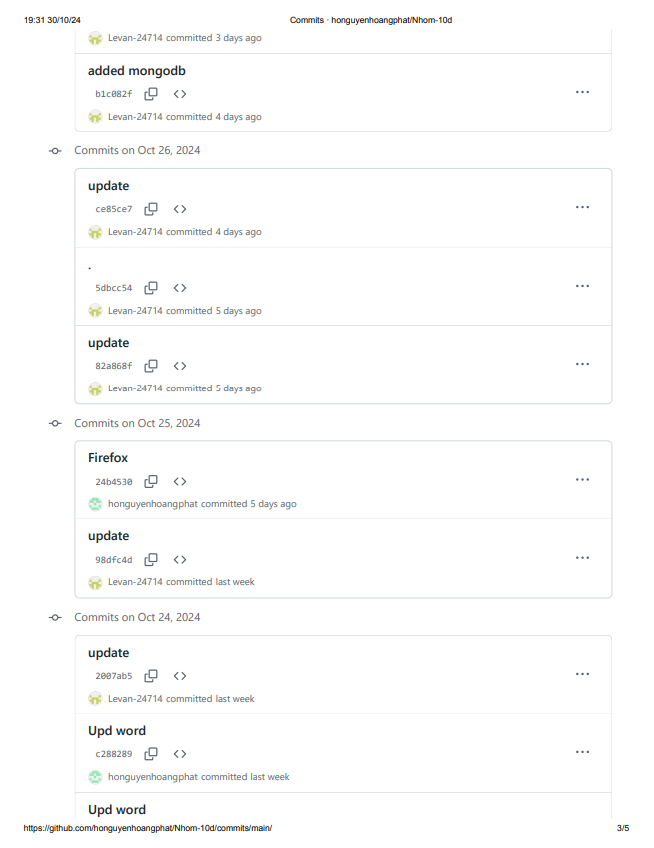 19:31 30/10/24
Commits · honguyenhoangphat/Nhom-10d
Levan-24714 committed 3 days ago
added mongodb
b1c082f
Levan-24714 committed 4 days ago
Commits on Oct 26, 2024
update
ce85ce7
Levan-24714 committed 4 days ago
.
5dbcc54
Levan-24714 committed 5 days ago
update
82a868f
Levan-24714 committed 5 days ago
Commits on Oct 25, 2024
Firefox
24b4530
honguyenhoangphat committed 5 days ago
update
98dfc4d
Levan-24714 committed last week
Commits on Oct 24, 2024
update
2007ab5
Levan-24714 committed last week
Upd word
c288289
honguyenhoangphat committed last week
Upd word
https://github.com/honguyenhoangphat/Nhom-10d/commits/main/
3/5